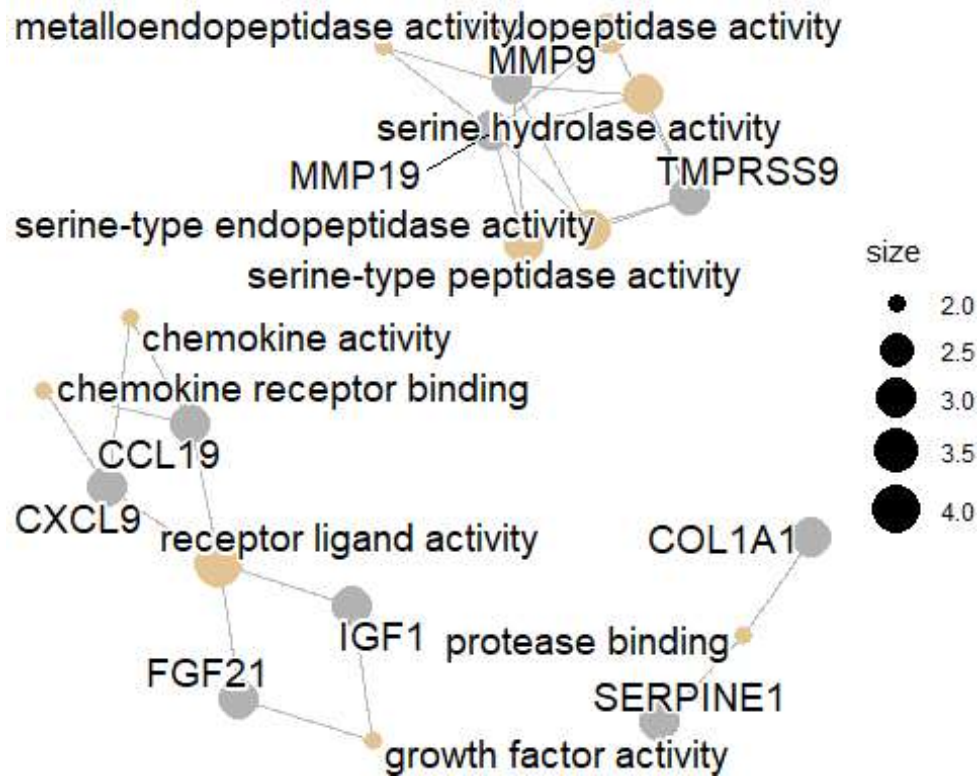 metalloendopeptidase activity
lopeptidase activity
MMP9
serine hydrolase activity
MMP19
TMPRSS9
serine-type endopeptidase activity
serine-type peptidase activity
size
2.0
2.5
3.0
3.5
4.0
chemokine activity
chemokine receptor binding
CCL19
CXCL9
receptor ligand activity
COL1A1
IGF1
protease binding
FGF21
SERPINE1
growth factor activity